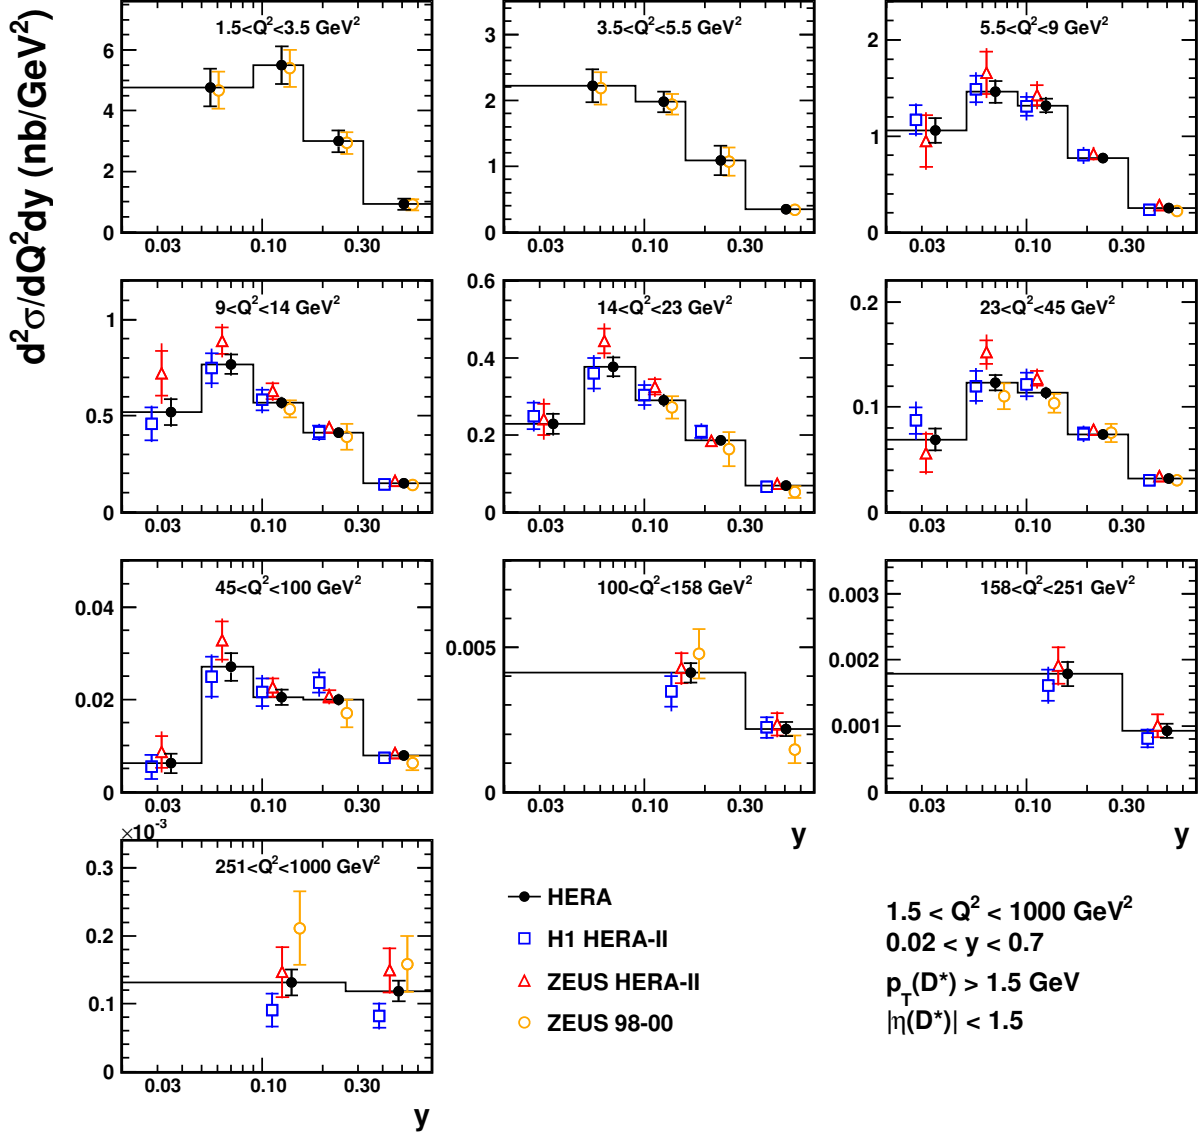 d²σ/dQ²dy (nb/GeV²)
1.5<Q²<3.5 GeV²
6
4
2
0
0.03 0.10 0.30
3.5<Q²<5.5 GeV²
3
2
1
0
0.03 0.10 0.30
5.5<Q²<9 GeV²
2
1
0
0.03 0.10 0.30
9<Q²<14 GeV²
1
0.5
0
0.03 0.10 0.30
14<Q²<23 GeV²
0.6
0.4
0.2
0
0.03 0.10 0.30
23<Q²<45 GeV²
0.2
0.1
0
0.03 0.10 0.30
45<Q²<100 GeV²
0.04
0.02
0
0.03 0.10 0.30
100<Q²<158 GeV²
0.005
0
0.03 0.10 0.30
y
158<Q²<251 GeV²
0.003
0.002
0.001
0
0.03 0.10 0.30
y
×10⁻³
251<Q²<1000 GeV²
0.3
0.2
0.1
0
0.03 0.10 0.30
y
HERA
H1 HERA-II
ZEUS HERA-II
ZEUS 98-00
1.5 < Q² < 1000 GeV²
0.02 < y < 0.7
p_T(D*) > 1.5 GeV
|η(D*)| < 1.5